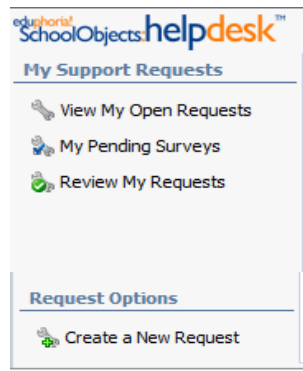 eduphoria!
SchoolObjects:helpdesk™
My Support Requests
View My Open Requests
My Pending Surveys
Review My Requests
Request Options
Create a New Request